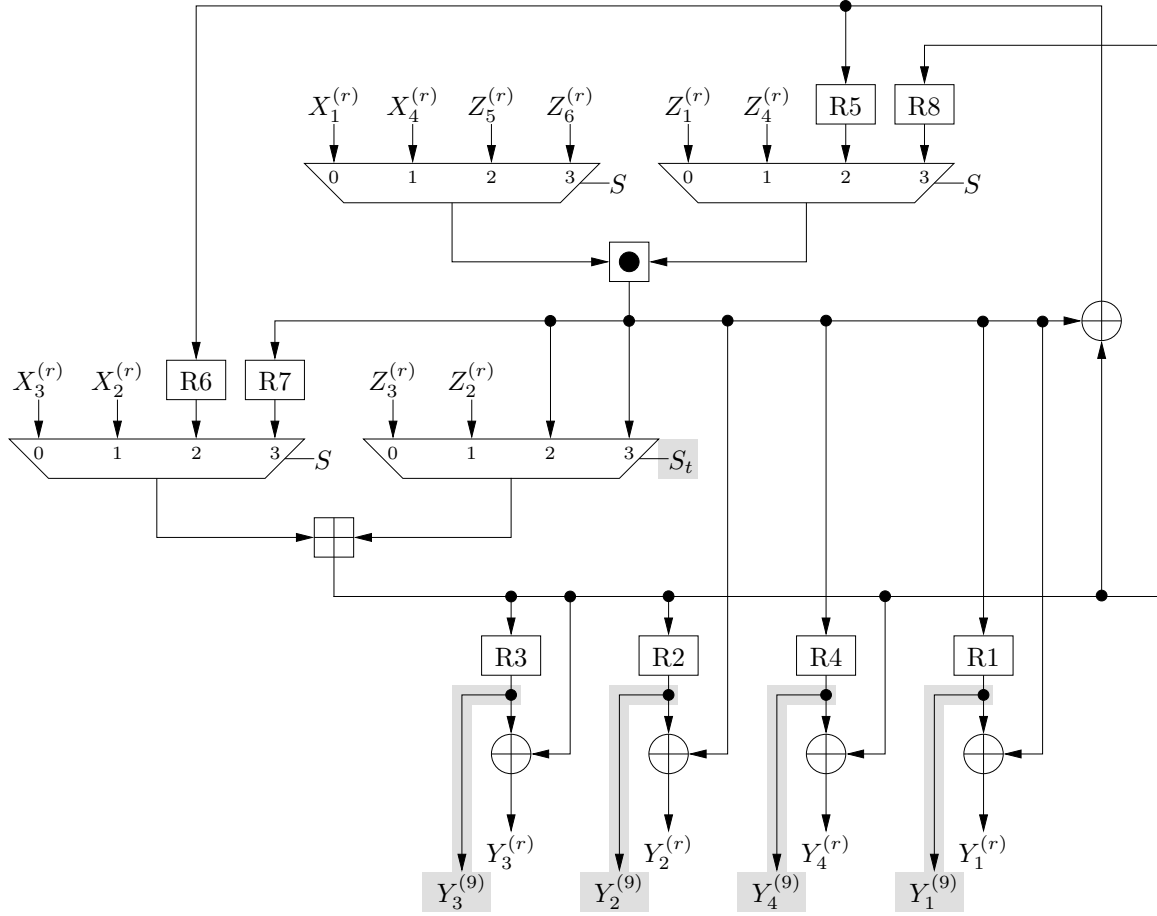 R5 R8
X_1^{(r)} X_4^{(r)} Z_5^{(r)} Z_6^{(r)} Z_1^{(r)} Z_4^{(r)}
0 1 2 3 S 0 1 2 3 S
R6 R7
X_3^{(r)} X_2^{(r)} Z_3^{(r)} Z_2^{(r)}
0 1 2 3 S 0 1 2 3 S_t
R3 R2 R4 R1
Y_3^{(r)} Y_2^{(r)} Y_4^{(r)} Y_1^{(r)}
Y_3^{(9)} Y_2^{(9)} Y_4^{(9)} Y_1^{(9)}